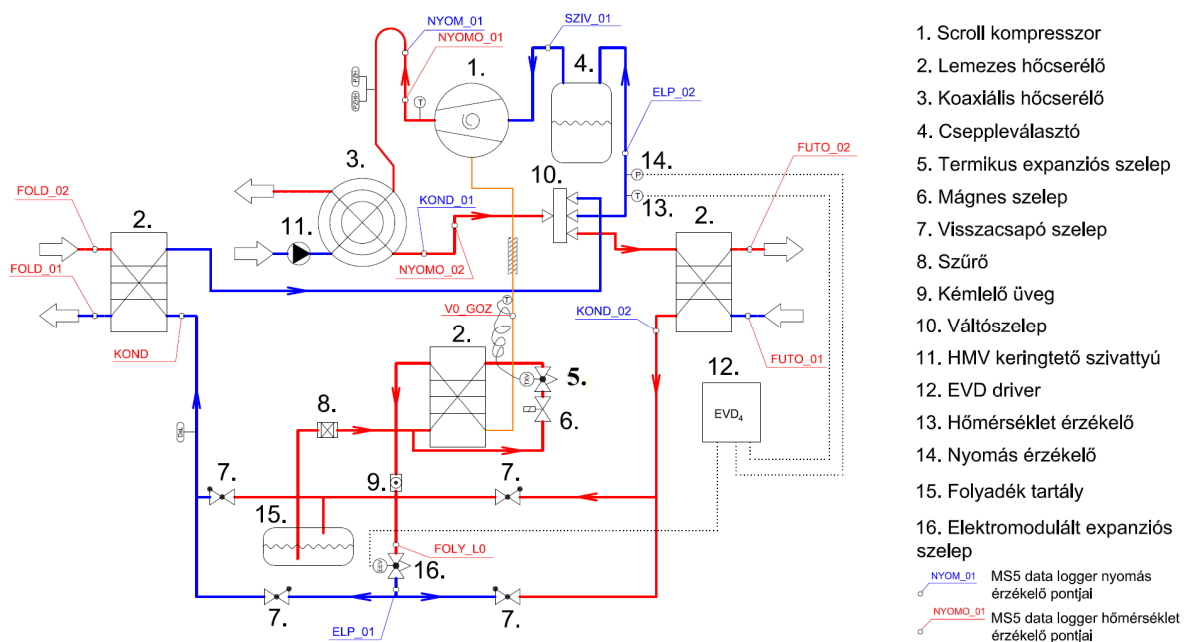 NYOM_01
NYOMO_01
SZIV_01
1.
4.
ELP_02
PZH
PZHH
T
3.
14.
P
FUTO_02
FOLD_02
KOND_01
10.
13.
T
2.
2.
11.
NYOMO_02
FOLD_01
V0_GOZ
T
KOND_02
KOND
FUTO_01
2.
12.
TXV
5.
EVD4
8.
6.
DsL
7.
9.
7.
15.
FOLY_L0
EEV
16.
7.
ELP_01
7.
1. Scroll kompresszor
2. Lemezes hőcserélő
3. Koaxiális hőcserélő
4. Cseppleválasztó
5. Termikus expanziós szelep
6. Mágnes szelep
7. Visszacsapó szelep
8. Szűrő
9. Kémlelő üveg
10. Váltószelep
11. HMV keringtető szivattyú
12. EVD driver
13. Hőmérséklet érzékelő
14. Nyomás érzékelő
15. Folyadék tartály
16. Elektromodulált expanziós
szelep
NYOM_01 MS5 data logger nyomás
érzékelő pontjai
NYOMO_01 MS5 data logger hőmérséklet
érzékelő pontjai